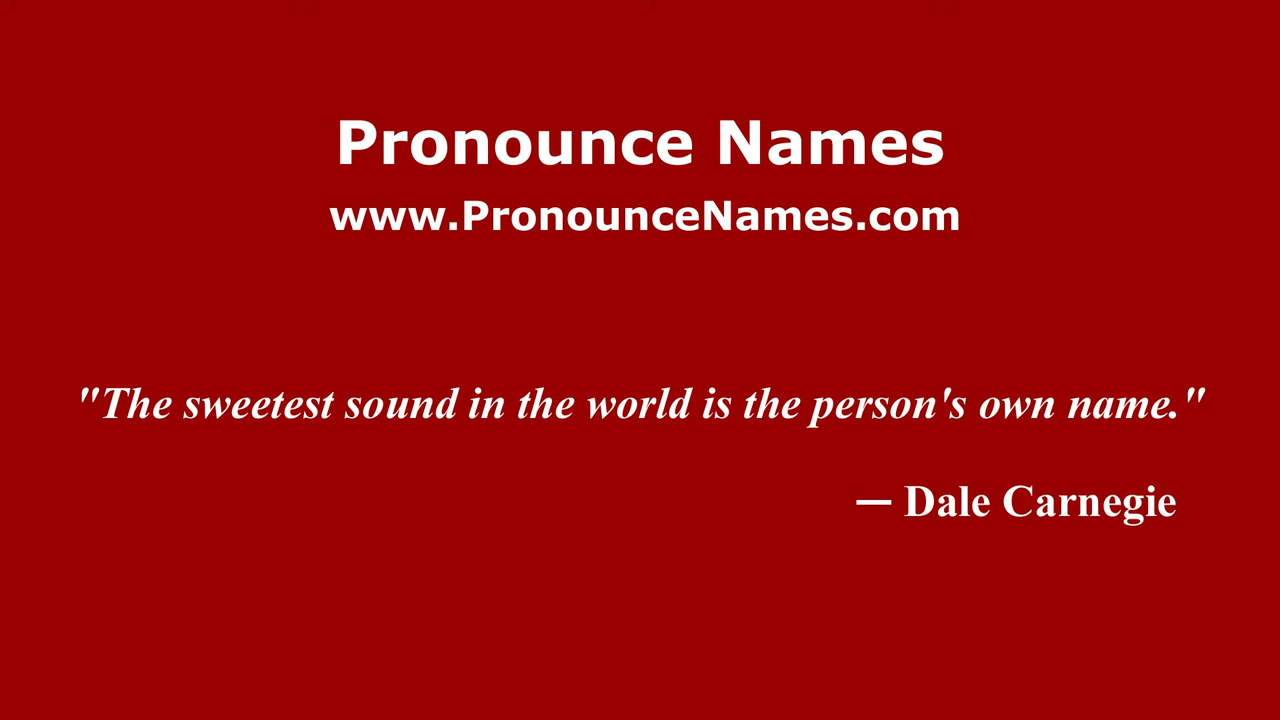 Pronounce Names
www.PronounceNames.com
"The sweetest sound in the world is the person's own name."
— Dale Carnegie